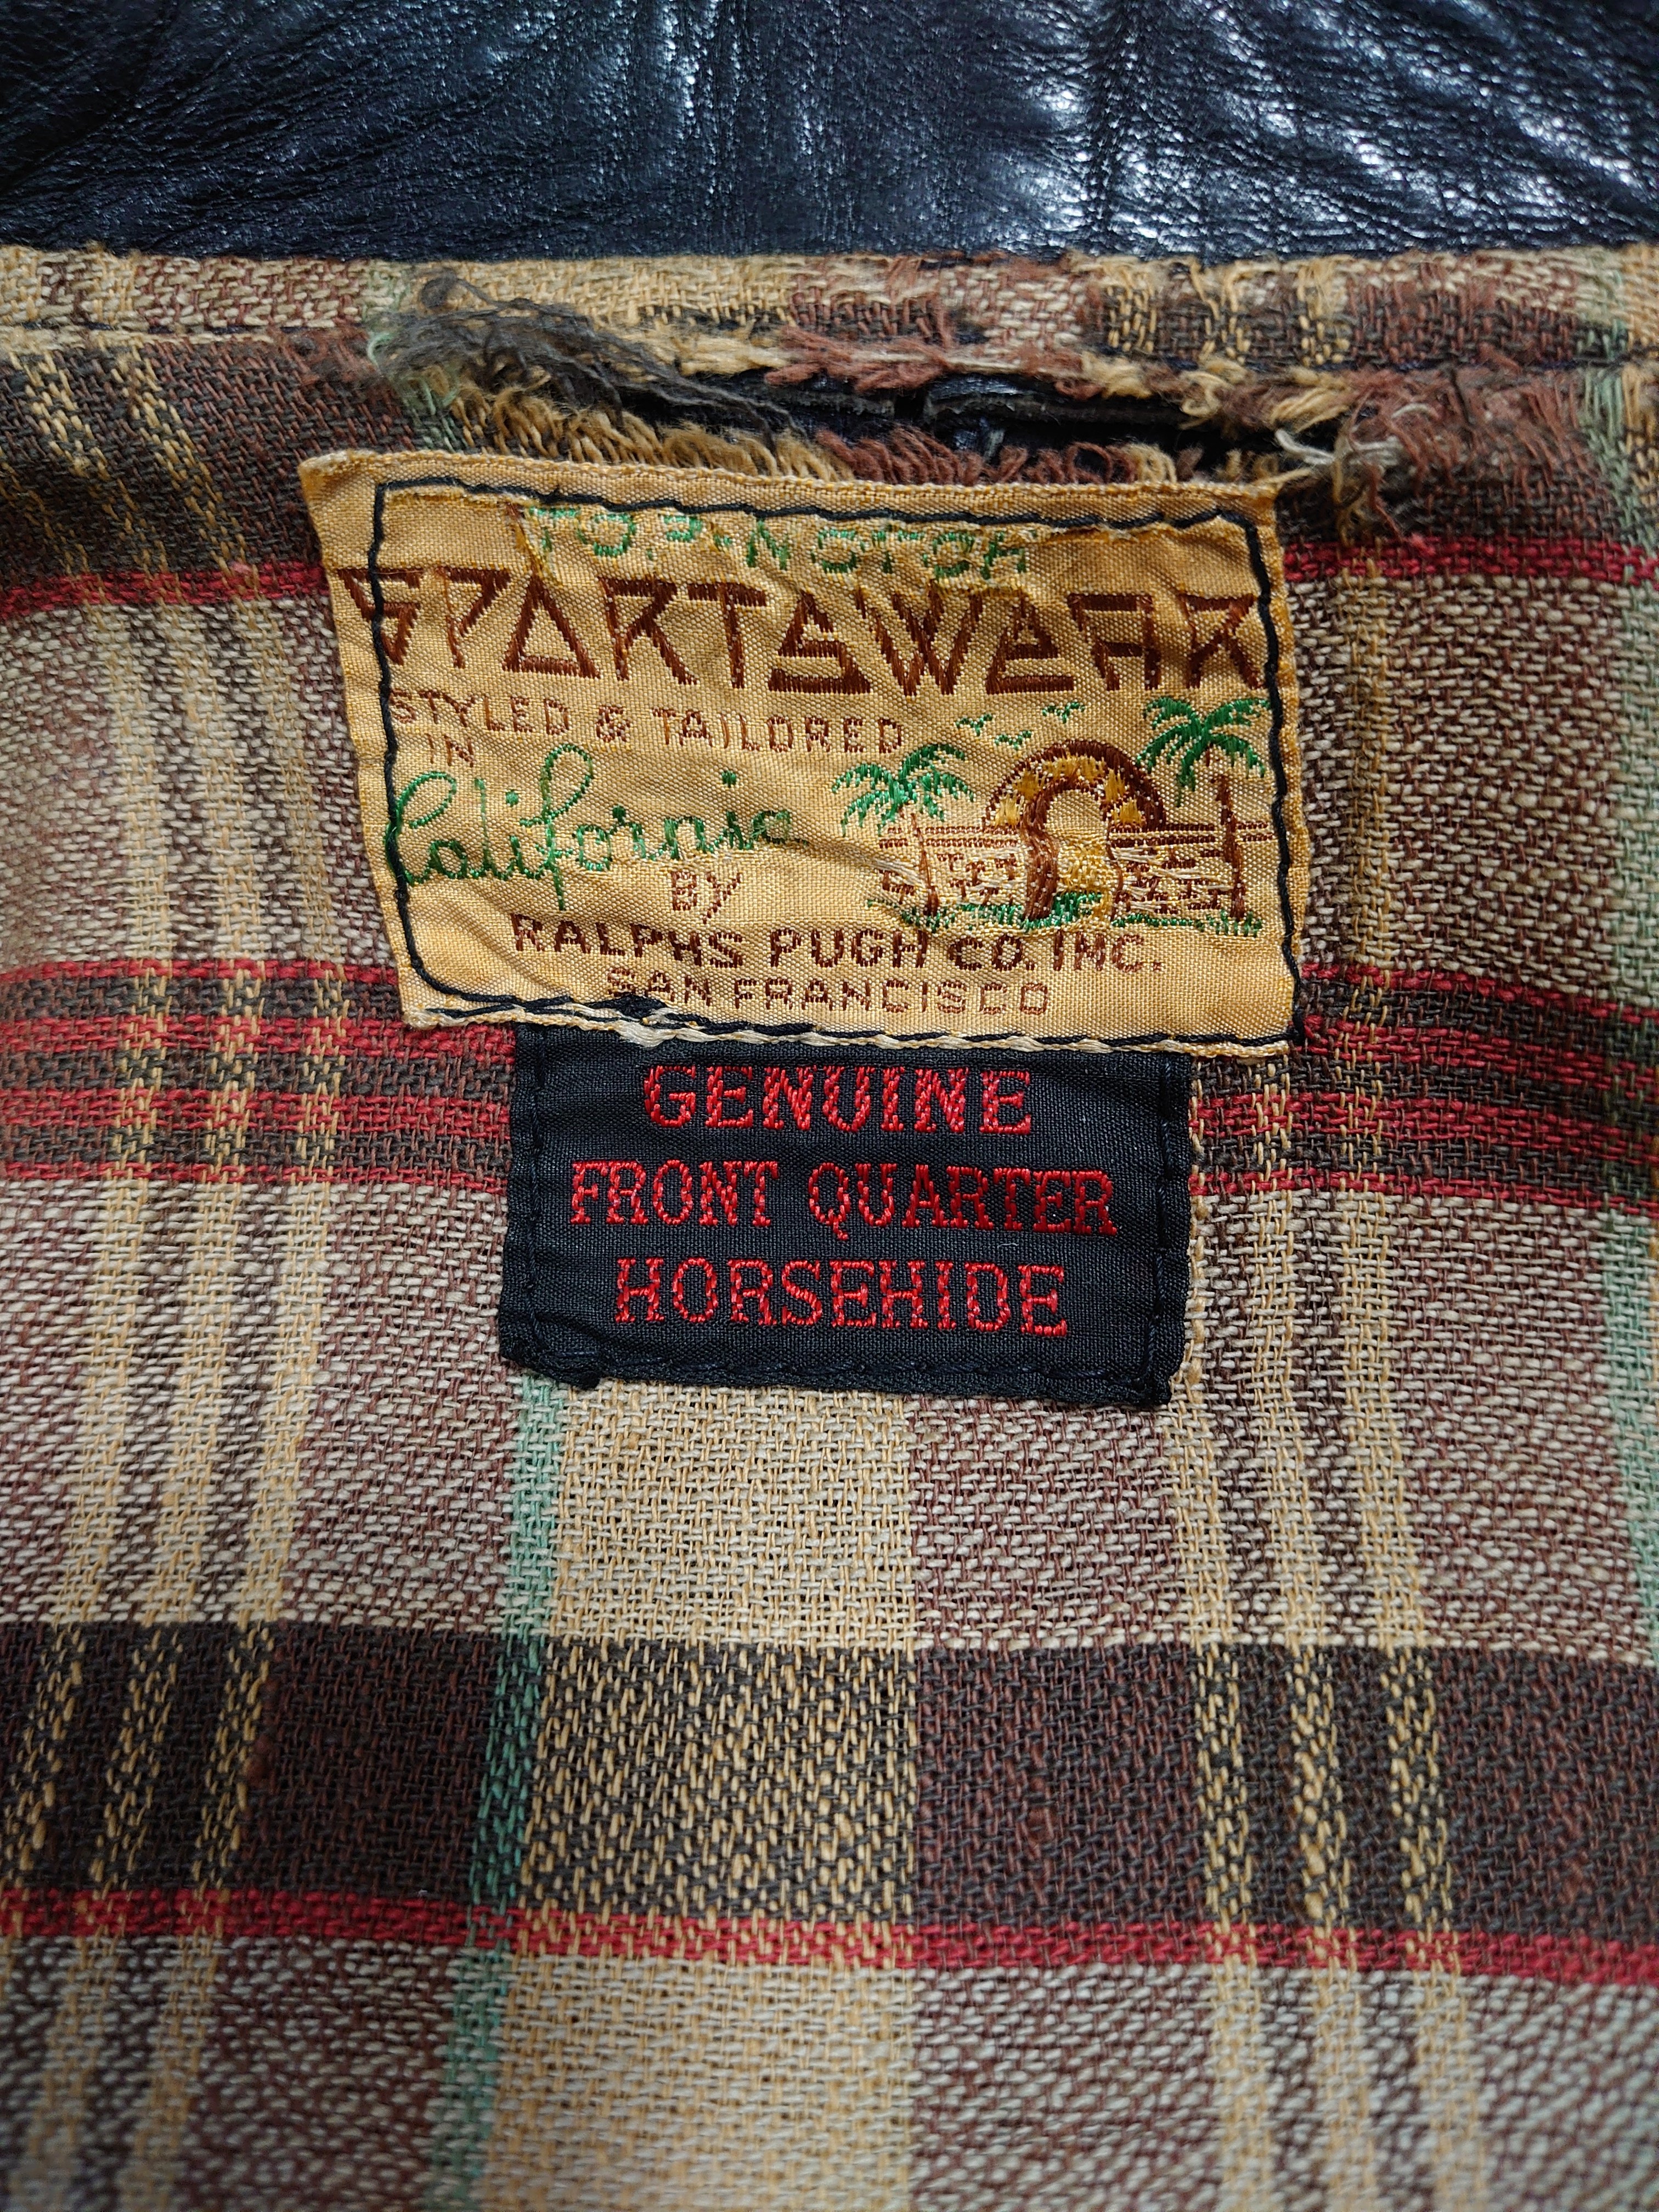 TOP-NOTCH
SPORTSWEAR
STYLED & TAILORED
IN
California
BY
RALPHS PUGH CO. INC.
SAN FRANCISCO
GENUINE
FRONT QUARTER
HORSEHIDE